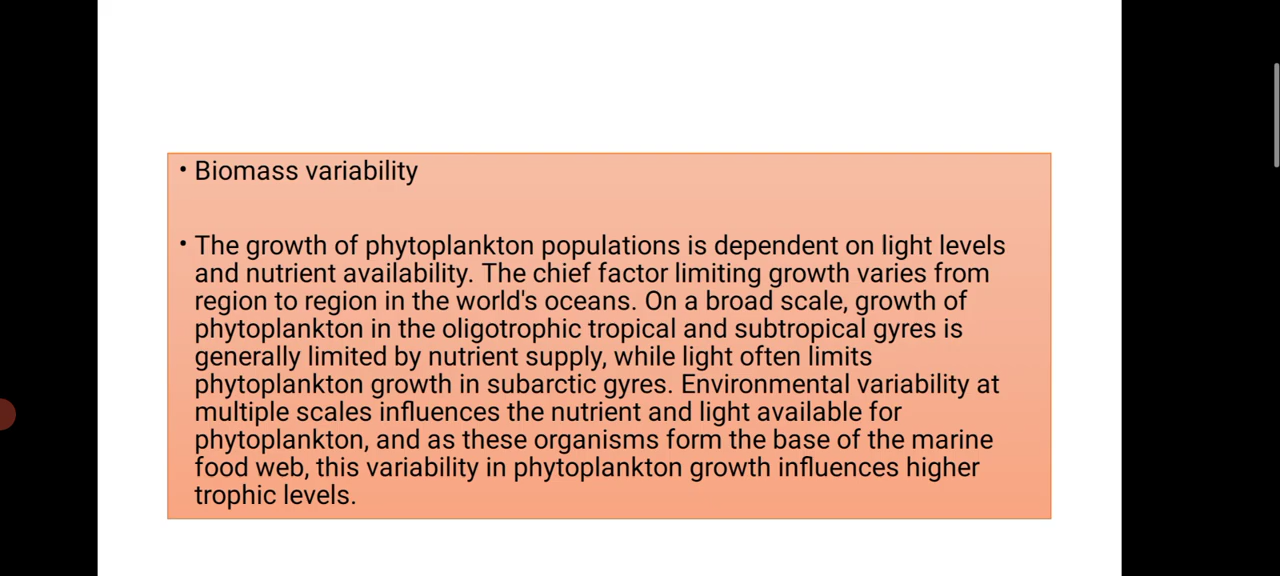 • Biomass variability
• The growth of phytoplankton populations is dependent on light levels
and nutrient availability. The chief factor limiting growth varies from
region to region in the world's oceans. On a broad scale, growth of
phytoplankton in the oligotrophic tropical and subtropical gyres is
generally limited by nutrient supply, while light often limits
phytoplankton growth in subarctic gyres. Environmental variability at
multiple scales influences the nutrient and light available for
phytoplankton, and as these organisms form the base of the marine
food web, this variability in phytoplankton growth influences higher
trophic levels.